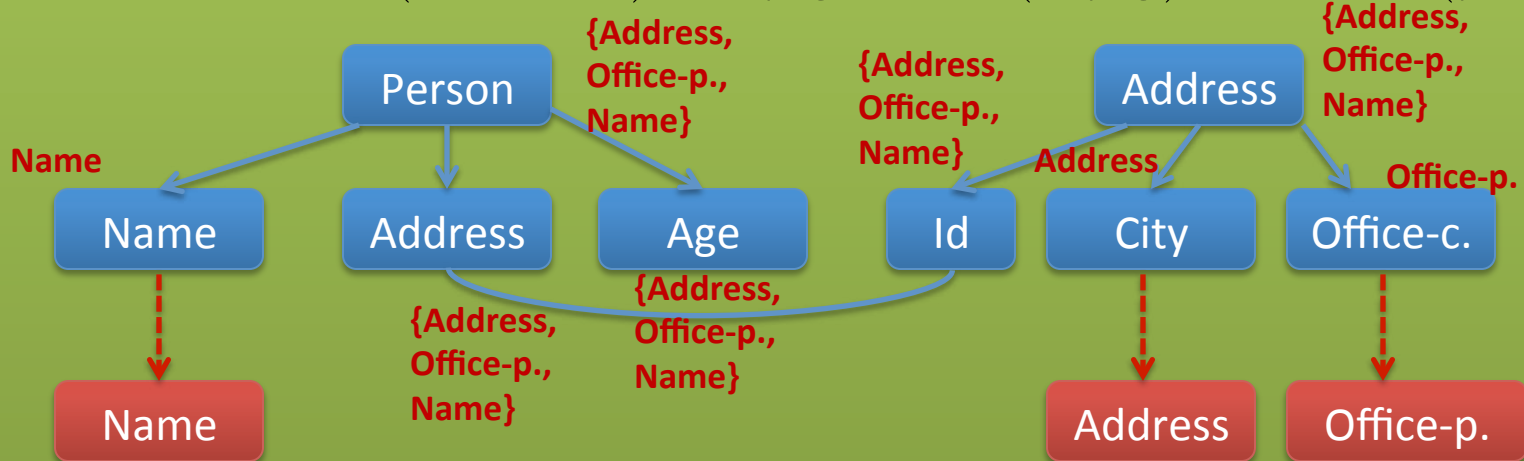 {Address,
Office-p.,
Name}
Person
{Address,
Office-p.,
Name}
Address
{Address,
Office-p.,
Name}
Name
Address
Office-p.
Name
Address
Age
Id
City
Office-c.
{Address,
Office-p.,
Name}
{Address,
Office-p.,
Name}
Name
Address
Office-p.